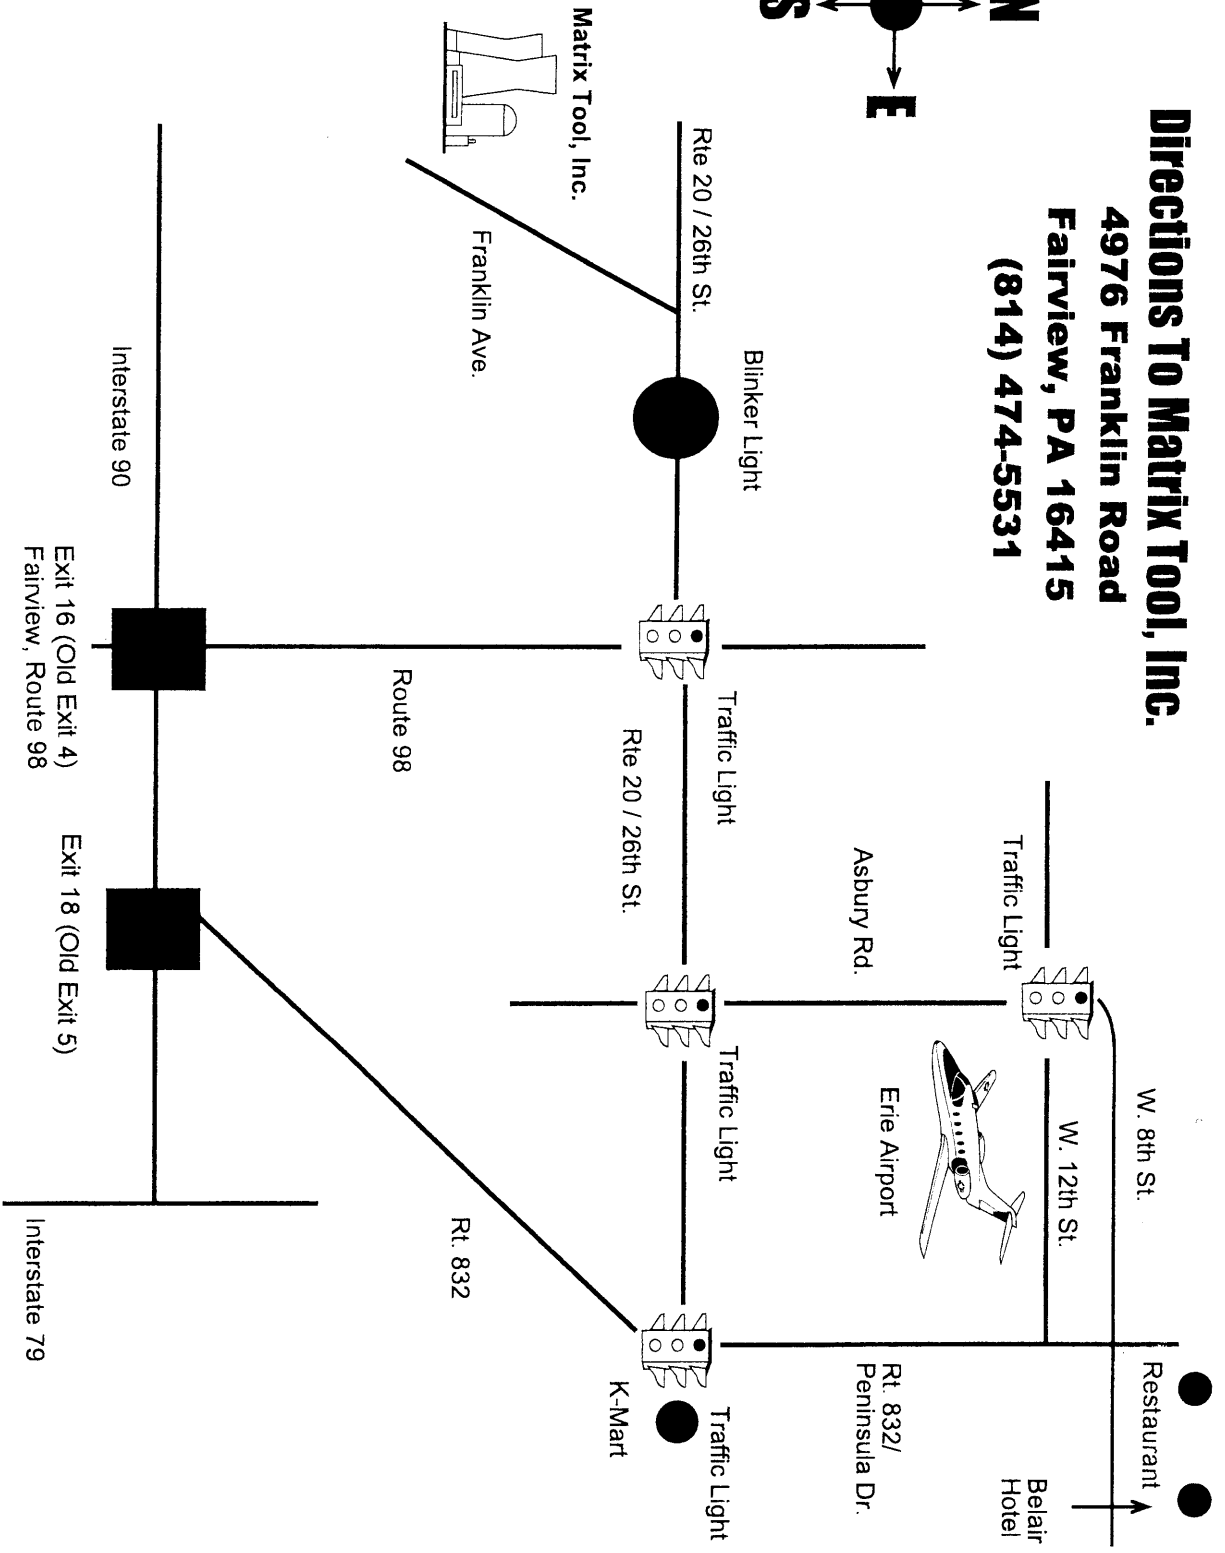 Directions To Matrix Tool, Inc.
4976 Franklin Road
Fairview, PA 16415
(814) 474-5531
N
S
E
W. 8th St.
Restaurant
Belair
Hotel
W. 12th St.
Traffic Light
Asbury Rd.
Erie Airport
Rt. 832/
Peninsula Dr.
Blinker Light
Traffic Light
Traffic Light
Traffic Light
Rte 20 / 26th St.
Rte 20 / 26th St.
K-Mart
Matrix Tool, Inc.
Franklin Ave.
Route 98
Rt. 832
Interstate 90
Exit 16 (Old Exit 4)
Fairview, Route 98
Exit 18 (Old Exit 5)
Interstate 79